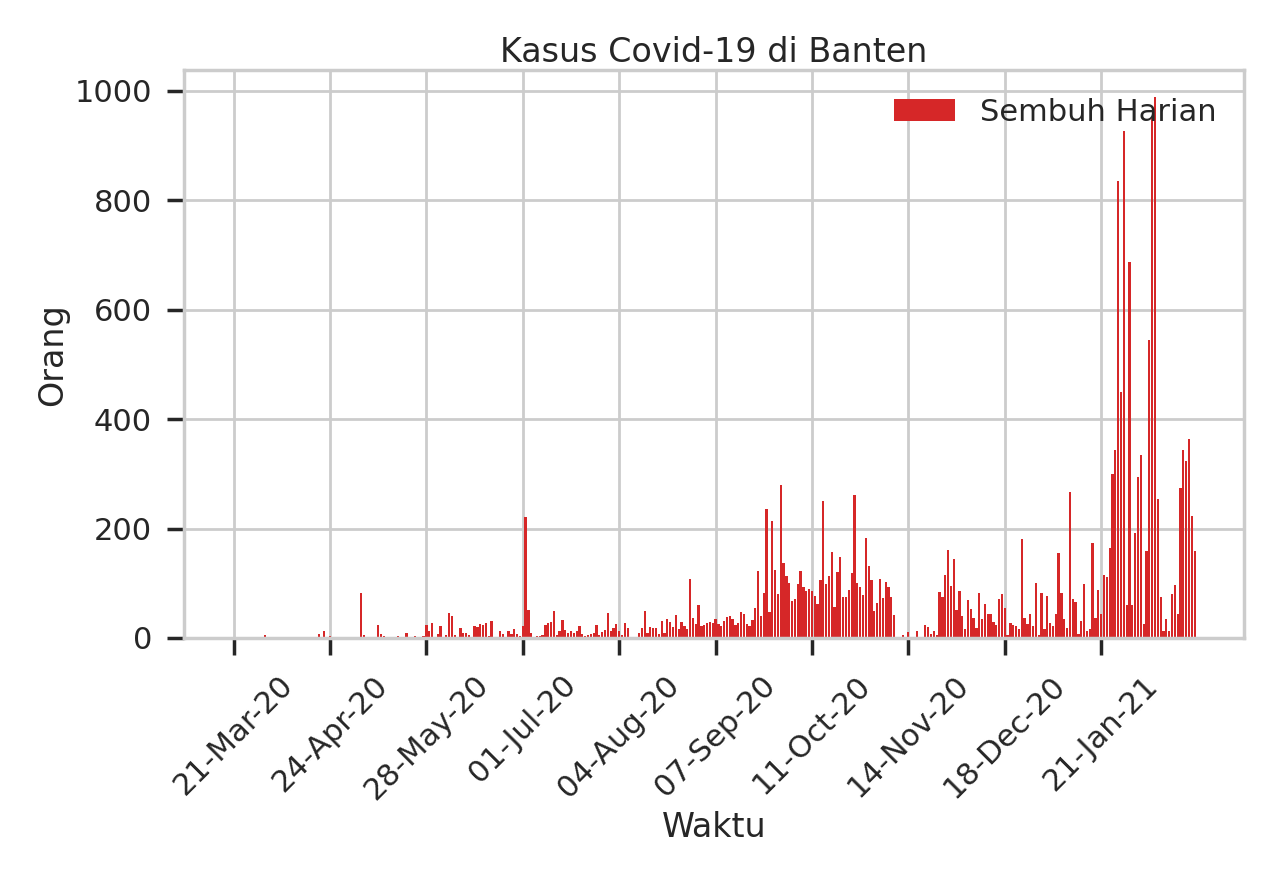 Kasus Covid-19 di Banten
Sembuh Harian
Orang
1000
800
600
400
200
0
21-Mar-20
24-Apr-20
28-May-20
01-Jul-20
04-Aug-20
07-Sep-20
11-Oct-20
14-Nov-20
18-Dec-20
21-Jan-21
Waktu